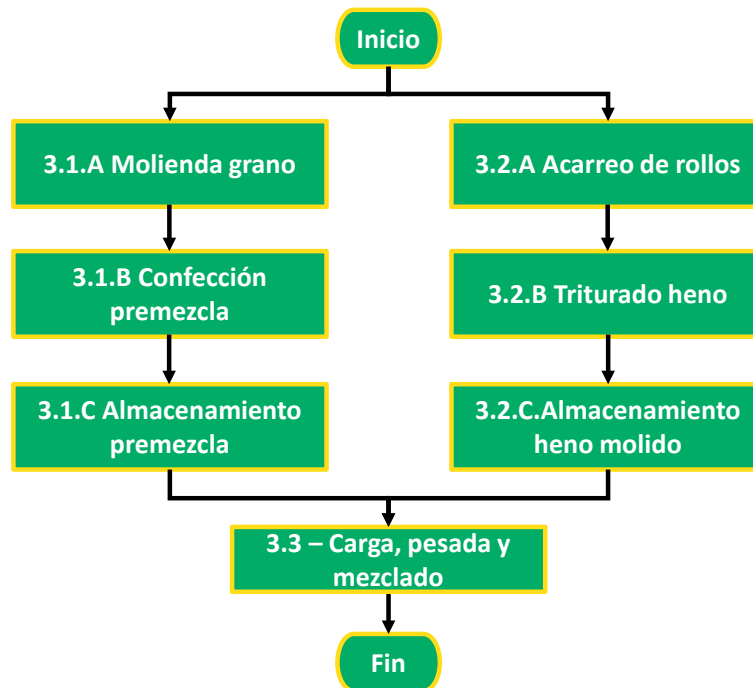 Inicio
3.1.A Molienda grano
3.2.A Acarreo de rollos
3.1.B Confección
premezcla
3.2.B Triturado heno
3.1.C Almacenamiento
premezcla
3.2.C.Almacenamiento
heno molido
3.3 – Carga, pesada y
mezclado
Fin